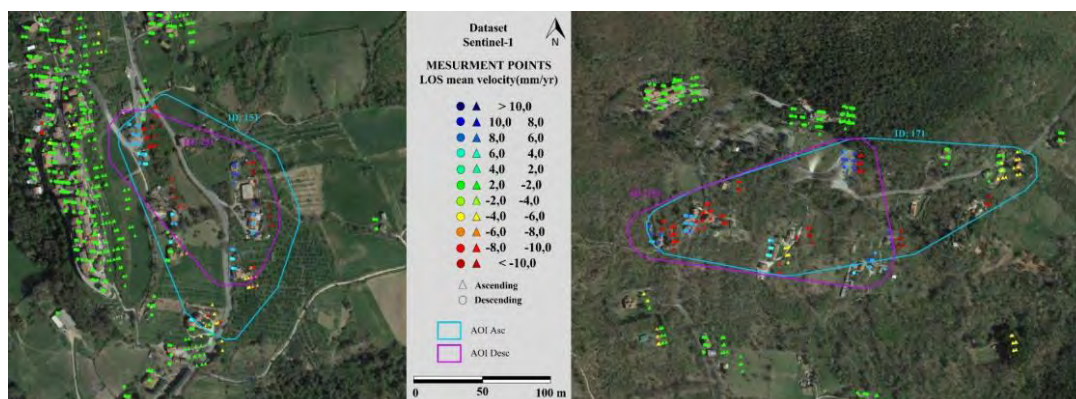 ID: 151
Dataset
Sentinel-1
N
MESURMENT POINTS
LOS mean velocity(mm/yr)
> 10,0
10,0 8,0
8,0 6,0
6,0 4,0
4,0 2,0
2,0 -2,0
-2,0 -4,0
-4,0 -6,0
-6,0 -8,0
-8,0 -10,0
< -10,0
Ascending
Descending
AOI Asc
AOI Desc
0 50 100 m
ID: 171